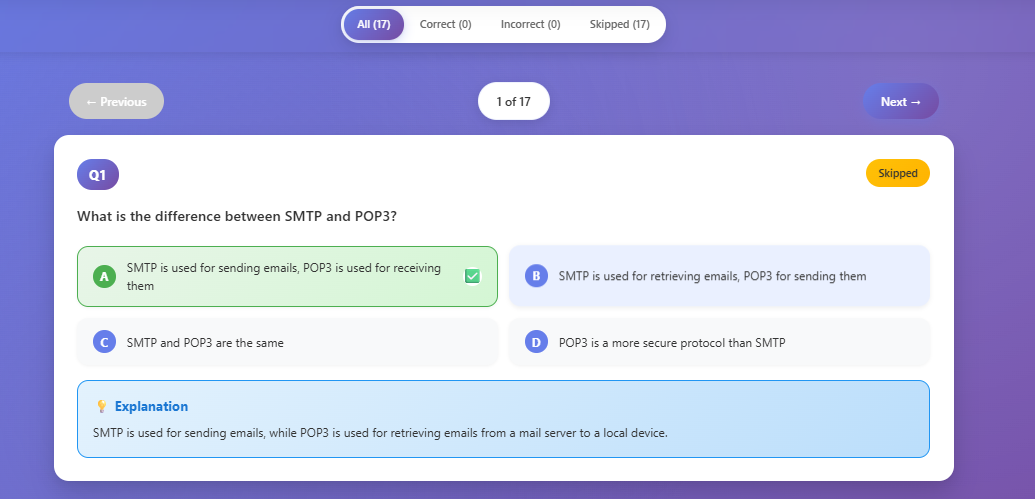 All (17) Correct (0) Incorrect (0) Skipped (17)
← Previous 1 of 17 Next →
Q1 Skipped
What is the difference between SMTP and POP3?
A SMTP is used for sending emails, POP3 is used for receiving
them
B SMTP is used for retrieving emails, POP3 for sending them
C SMTP and POP3 are the same
D POP3 is a more secure protocol than SMTP
💡 Explanation
SMTP is used for sending emails, while POP3 is used for retrieving emails from a mail server to a local device.